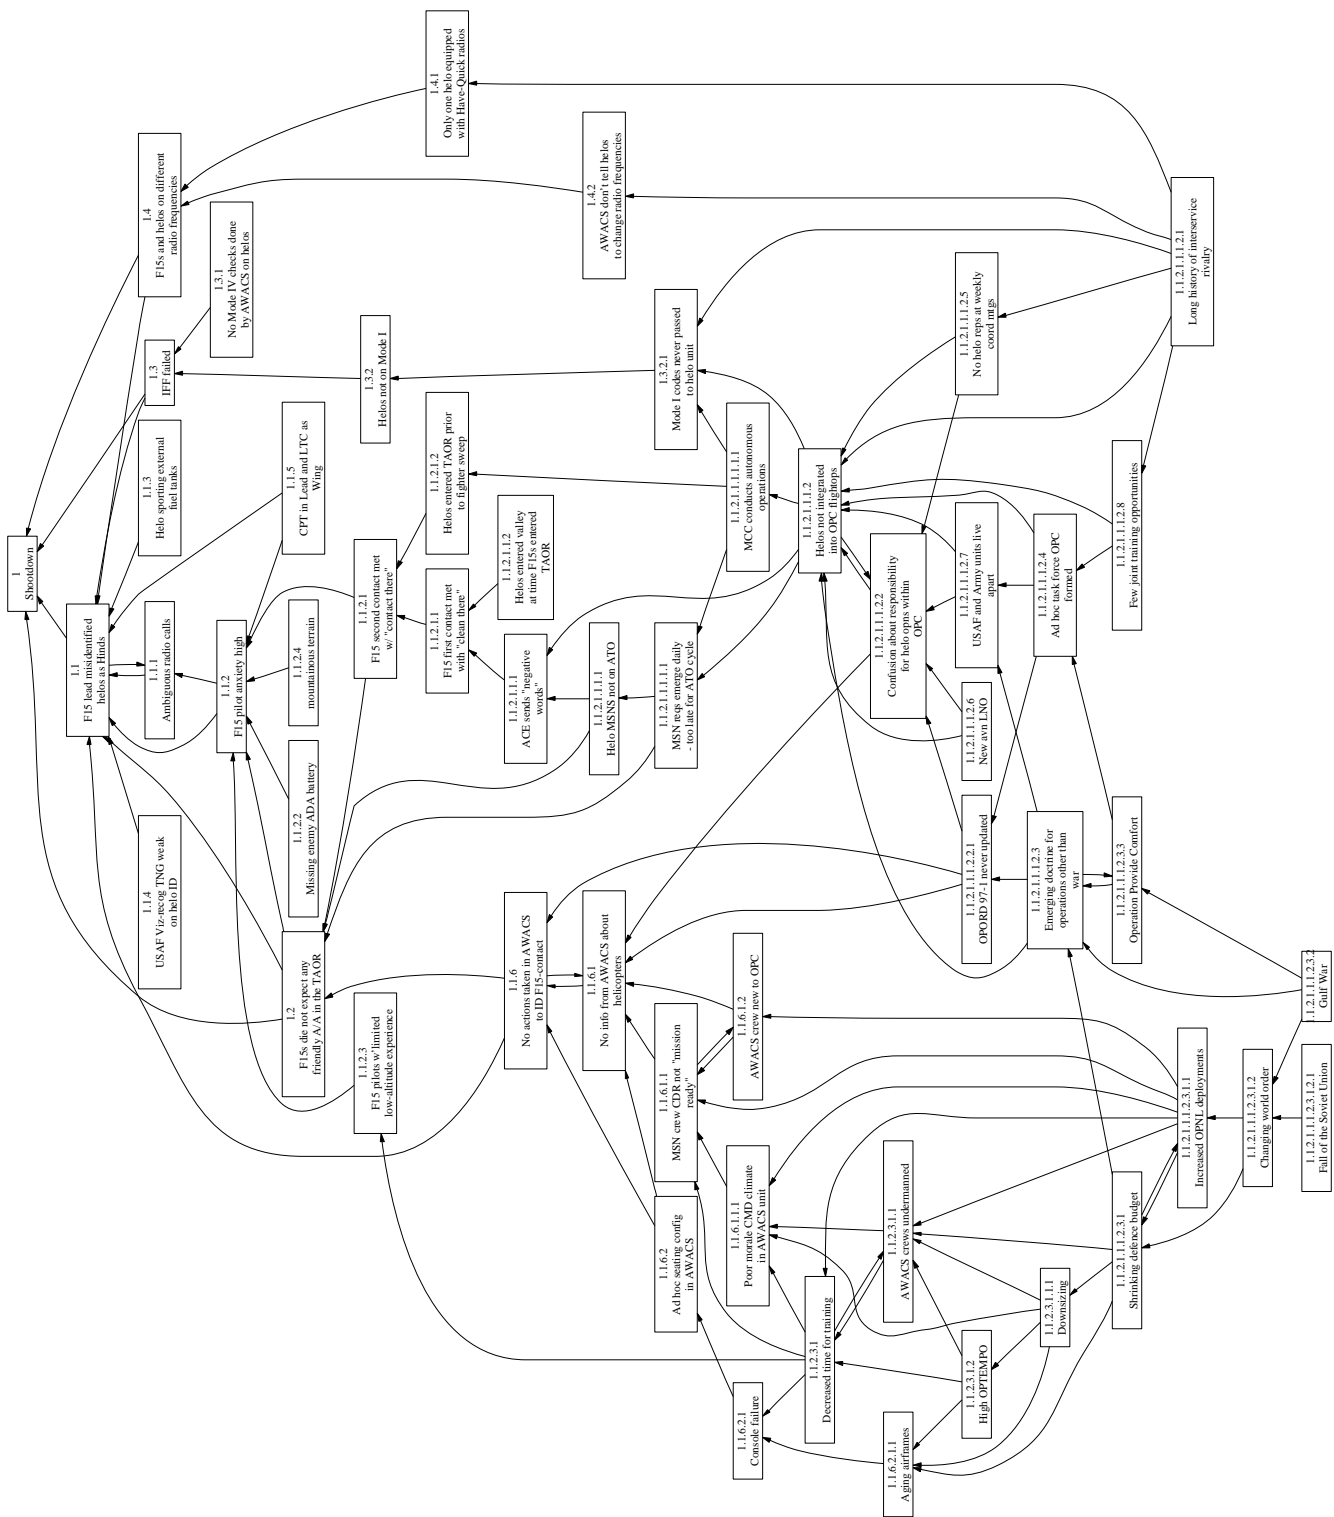 1
Shootdown
1.1
F15 lead misidentified
helos as Hinds
1.4
F15s and helos on different
radio frequencies
1.3
IFF failed
1.1.3
Helo sporting external
fuel tanks
1.1.1
Ambiguous radio calls
1.1.4
USAF Viz-recog TNG weak
on helo ID
1.3.1
No Mode IV checks done
by AWACS on helos
1.1.2
F15 pilot anxiety high
1.1.5
CPT in Lead and LTC as
Wing
1.1.2.4
mountainous terrain
1.1.2.2
Missing enemy ADA battery
1.2
F15s die not expect any
friendly A/A in the TAOR
1.3.2
Helos not on Mode I
1.1.2.1
F15 second contact met
w/ "contact there"
1.1.2.3
F15 pilots w'limited
low-altitude experience
1.4.1
Only one helo equipped
with Have-Quick radios
1.1.2.1.2
Helos entered TAOR prior
to fighter sweep
1.1.2.1.1
F15 first contact met
with "clean there"
1.1.2.1.1.2
Helos entered valley
at time F15s entered
TAOR
1.1.2.1.1.1
ACE sends "negative
words"
1.1.6
No actions taken in AWACS
to ID F15-contact
1.4.2
AWACS don't tell helos
to change radio frequencies
1.1.2.1.1.1.1
Helo MSNS not on ATO
1.1.6.1
No info from AWACS about
helicopters
1.3.2.1
Mode I codes never passed
to helo unit
1.1.2.1.1.1.1.1
MSN reqs emerge daily
- too late for ATO cycle
1.1.6.1.1
MSN crew CDR not "mission
ready"
1.1.6.2
Ad hoc seating config
in AWACS
1.1.2.1.1.1.1.1.1
MCC conducts autonomous
operations
1.1.6.1.2
AWACS crew new to OPC
1.1.6.1.1.1
Poor morale CMD climate
in AWACS unit
1.1.6.2.1
Console failure
1.1.2.1.1.1.2
Helos not integrated
into OPC flightops
1.1.2.3.1
Decreased time for training
1.1.2.1.1.1.2.2
Confusion about responsibility
for helo opns within
OPC
1.1.2.3.1.1
AWACS crews undermanned
1.1.6.2.1.1
Aging airframes
1.1.2.1.1.1.2.5
No helo reps at weekly
coord mtgs
1.1.2.1.1.1.2.7
USAF and Army units live
apart
1.1.2.1.1.1.2.6
New avn LNO
1.1.2.1.1.1.2.2.1
OPORD 97-1 never updated
1.1.2.3.1.2
High OPTEMPO
1.1.2.1.1.1.2.4
Ad hoc task force OPC
formed
1.1.2.1.1.1.2.3
Emerging doctrine for
operations other than
war
1.1.2.3.1.1.1
Downsizing
1.1.2.1.1.1.2.8
Few joint training opportunities
1.1.2.1.1.1.2.3.3
Operation Provide Comfort
1.1.2.1.1.1.2.3.1
Shrinking defence budget
1.1.2.1.1.1.2.1
Long history of interservice
rivalry
1.1.2.1.1.1.2.3.1.1
Increased OPNL deployments
1.1.2.1.1.1.2.3.1.2
Changing world order
1.1.2.1.1.1.2.3.2
Gulf War
1.1.2.1.1.1.2.3.1.2.1
Fall of the Soviet Union